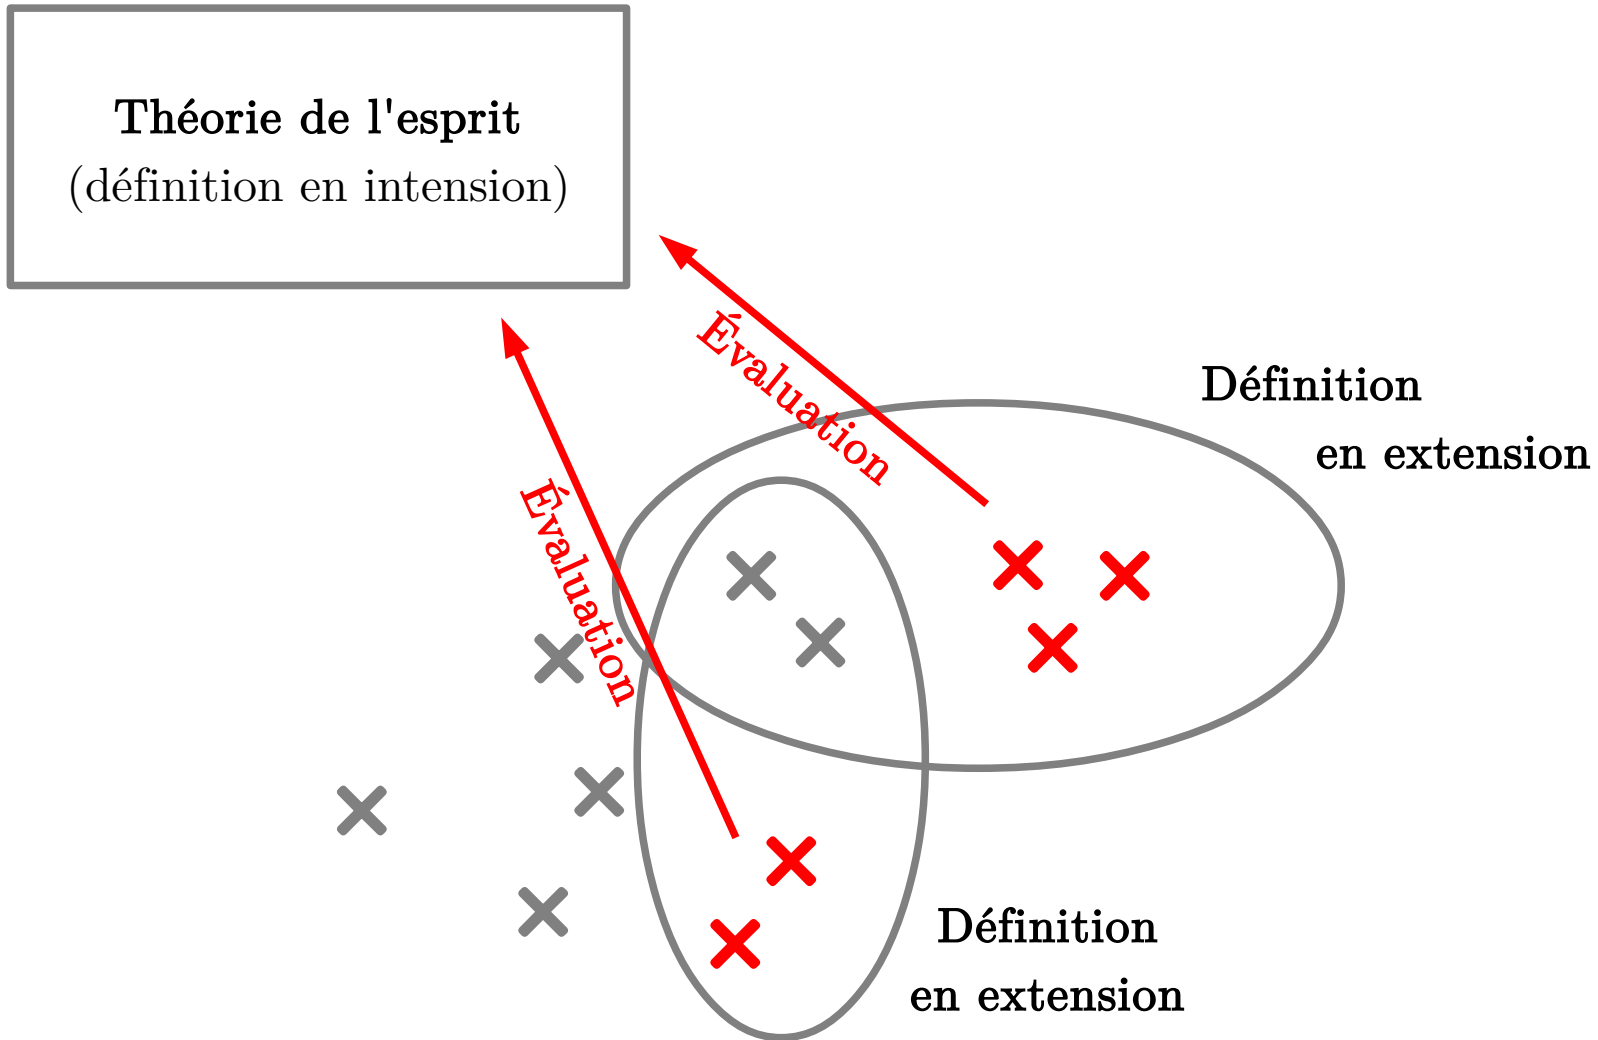 Théorie de l'esprit
(définition en intension)
Évaluation
Définition
en extension
Évaluation
Définition
en extension